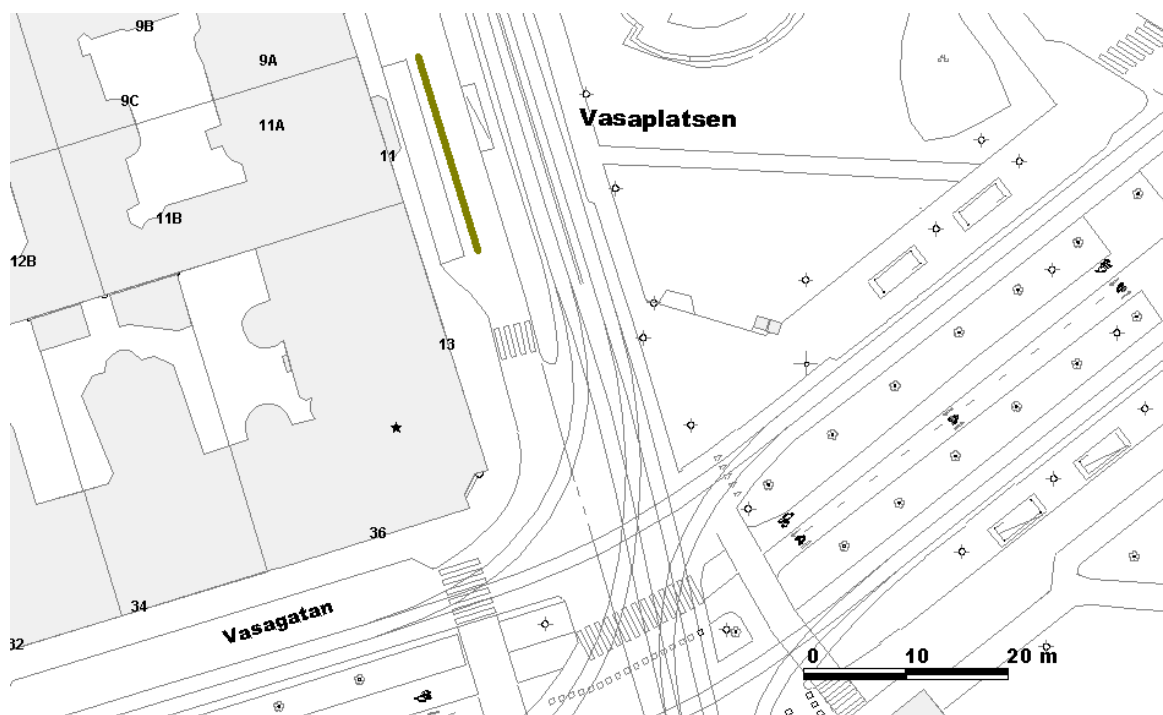 9B
9A
9C
11A
Vasaplatsen
11
11B
12B
13
36
34
Vasagatan
32
0 10 20 m